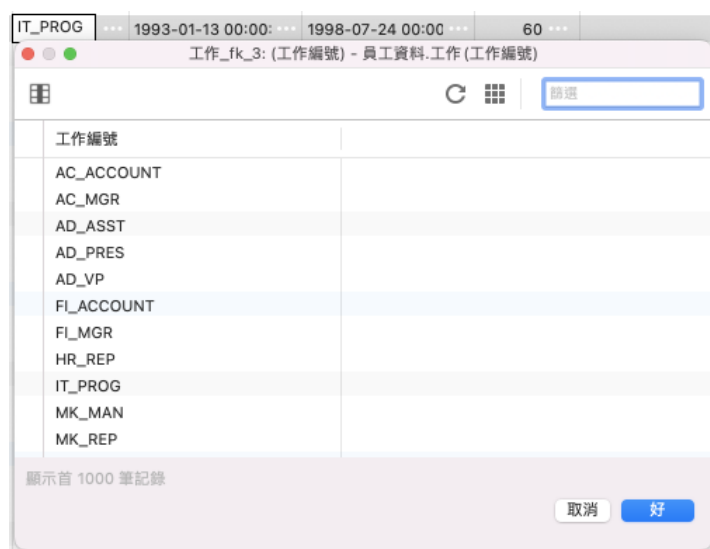 IT_PROG ··· 1993-01-13 00:00: ··· 1998-07-24 00:00 ··· 60 ···
工作_fk_3: (工作編號) - 員工資料.工作 (工作編號)
篩選
工作編號
AC_ACCOUNT
AC_MGR
AD_ASST
AD_PRES
AD_VP
FI_ACCOUNT
FI_MGR
HR_REP
IT_PROG
MK_MAN
MK_REP
顯示首 1000 筆記錄
取消 好